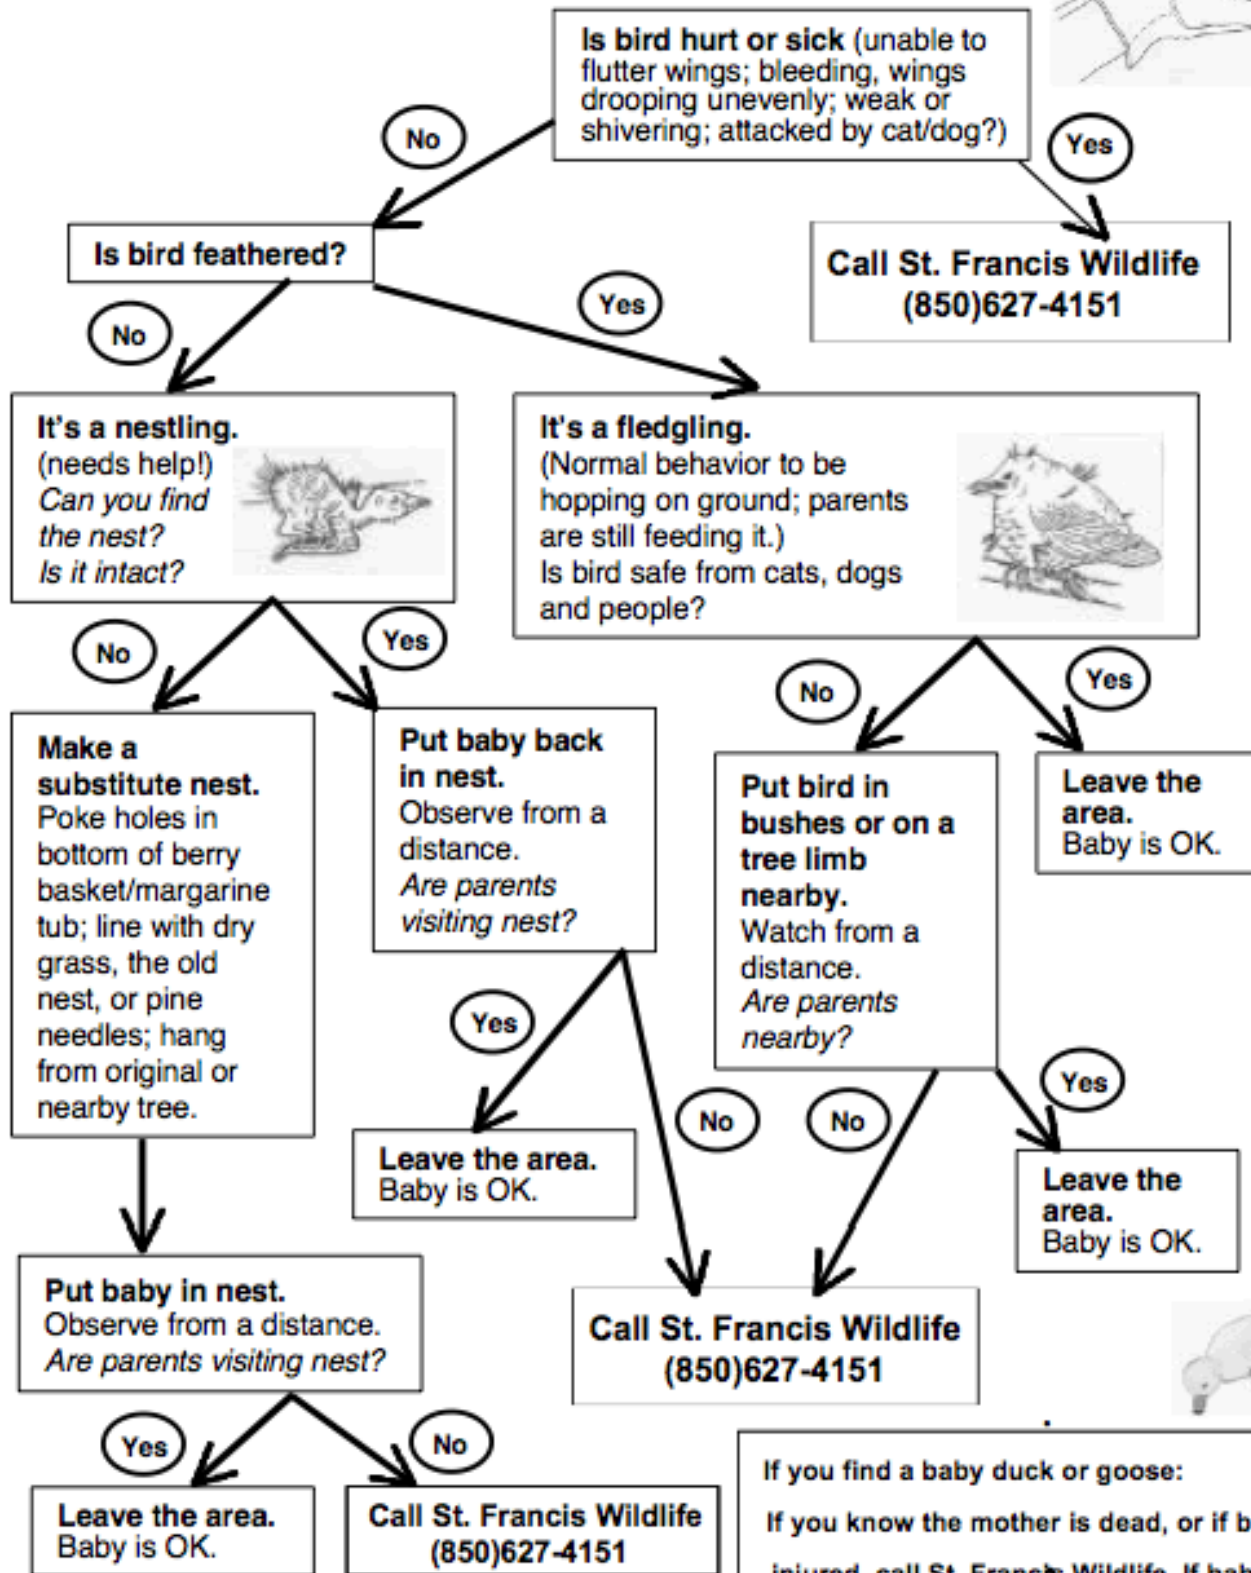 Is bird hurt or sick (unable to
flutter wings; bleeding, wings
drooping unevenly; weak or
shivering; attacked by cat/dog?)
No
Yes
Is bird feathered?
Call St. Francis Wildlife
(850)627-4151
No
Yes
It's a nestling.
(needs help!)
Can you find
the nest?
Is it intact?
It's a fledgling.
(Normal behavior to be
hopping on ground; parents
are still feeding it.)
Is bird safe from cats, dogs
and people?
No
Yes
No
Yes
Make a
substitute nest.
Poke holes in
bottom of berry
basket/margarine
tub; line with dry
grass, the old
nest, or pine
needles; hang
from original or
nearby tree.
Put baby back
in nest.
Observe from a
distance.
Are parents
visiting nest?
Put bird in
bushes or on a
tree limb
nearby.
Watch from a
distance.
Are parents
nearby?
Leave the
area.
Baby is OK.
Yes
No
No
Yes
Leave the area.
Baby is OK.
Leave the
area.
Baby is OK.
Put baby in nest.
Observe from a distance.
Are parents visiting nest?
Call St. Francis Wildlife
(850)627-4151
Yes
No
Leave the area.
Baby is OK.
Call St. Francis Wildlife
(850)627-4151
If you find a baby duck or goose:
If you know the mother is dead, or if b
injured, call St. Francis Wildlife. If bab